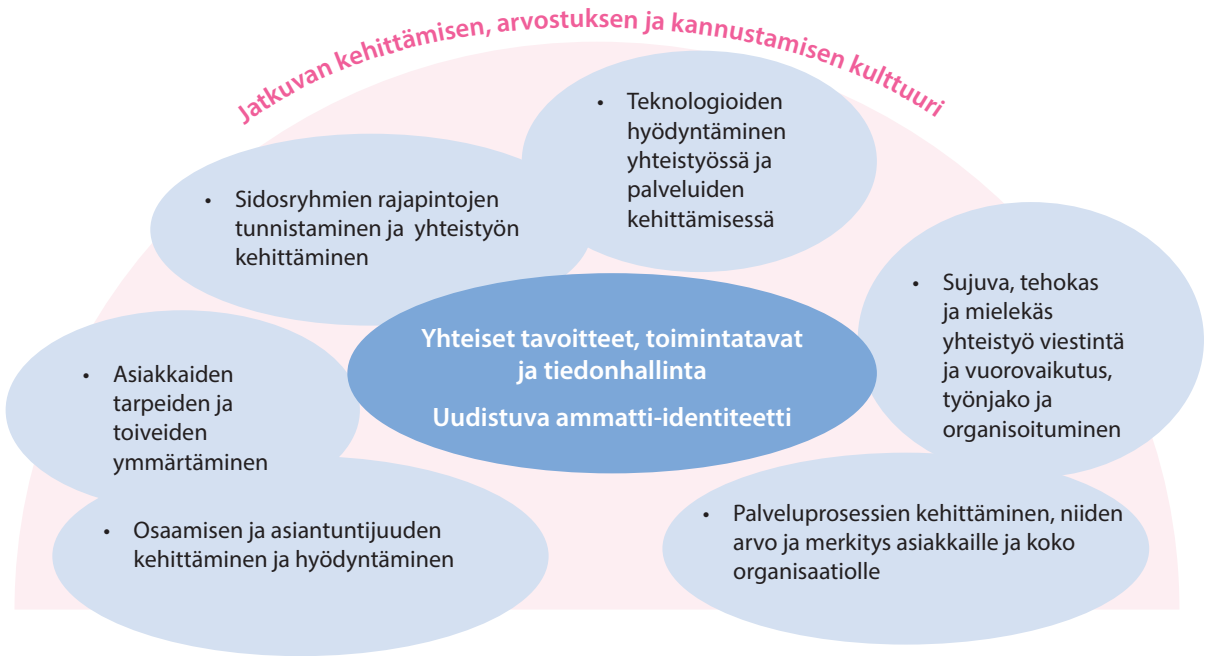 Jatkuvan kehittämisen, arvostuksen ja kannustamisen kulttuuri
• Teknologioiden
hyödyntäminen
yhteistyössä ja
palveluiden
kehittämisessä
• Sidosryhmien rajapintojen
tunnistaminen ja yhteistyön
kehittäminen
• Sujuva, tehokas
ja mielekäs
yhteistyö viestintä
ja vuorovaikutus,
työnjako ja
organisoituminen
Yhteiset tavoitteet, toimintatavat
ja tiedonhallinta
Uudistuva ammatti-identiteetti
• Asiakkaiden
tarpeiden ja
toiveiden
ymmärtäminen
• Osaamisen ja asiantuntijuuden
kehittäminen ja hyödyntäminen
• Palveluprosessien kehittäminen, niiden
arvo ja merkitys asiakkaille ja koko
organisaatiolle